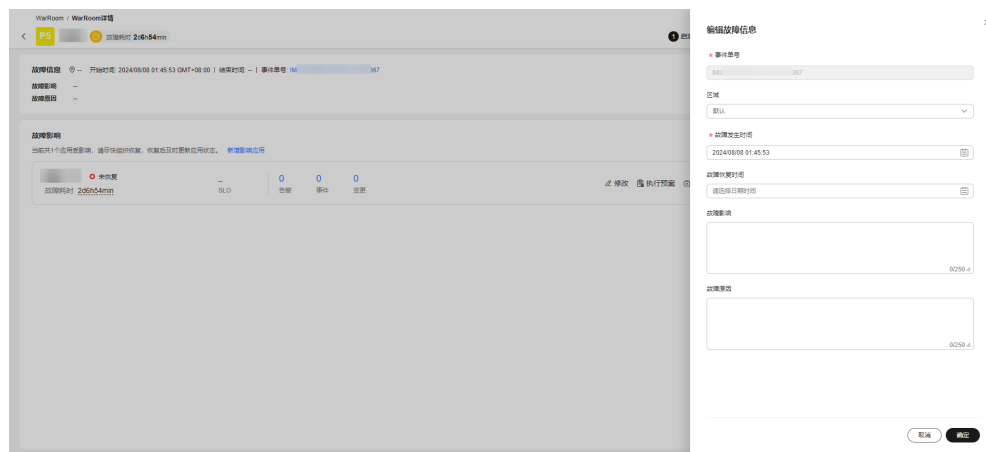 WarRoom / WarRoom详情
P5 故障耗时 2d6h54min
1 启动
故障信息 -- 开始时间: 2024/08/08 01:45:53 GMT+08:00 | 结束时间: -- | 事件单号: IM 367
故障影响 --
故障原因 --
故障影响
当前共1个应用受影响，请尽快组织恢复，恢复后及时更新应用状态。 新增影响应用
未恢复
故障耗时 2d6h54min
--
SLO
0
告警
0
事件
0
变更
修改 执行预案
编辑故障信息
* 事件单号
IM2 367
区域
默认
* 故障发生时间
2024/08/08 01:45:53
故障恢复时间
请选择日期时间
故障影响
0/250
故障原因
0/250
取消 确定